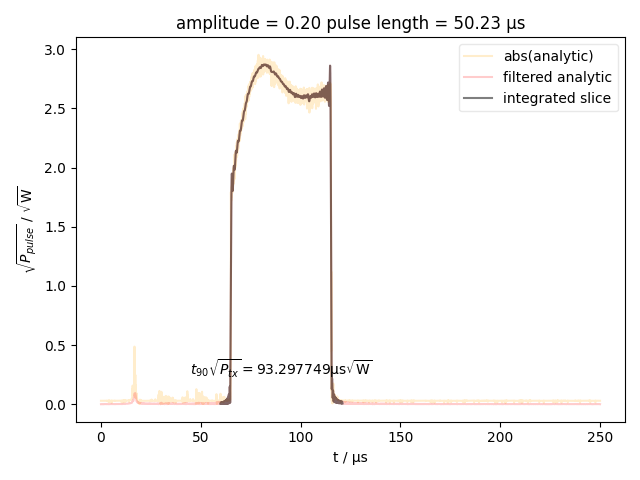 amplitude = 0.20 pulse length = 50.23 μs
3.0
2.5
2.0
1.5
1.0
0.5
0.0
√P_pulse / √W
abs(analytic)
filtered analytic
integrated slice
t₉₀√P_tx = 93.297749μs√W
0 50 100 150 200 250
t / μs